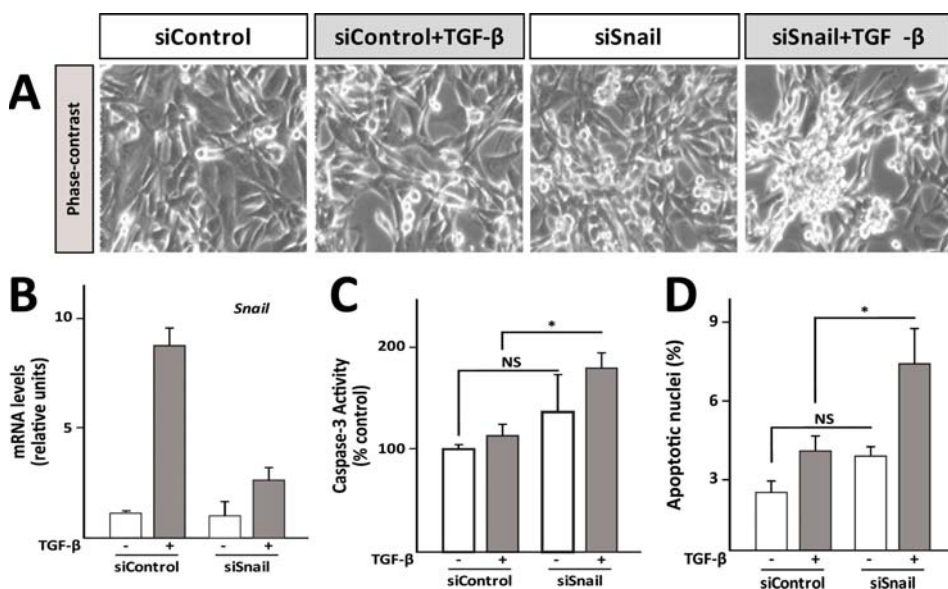 siControl
siControl+TGF-β
siSnail
siSnail+TGF -β
A
Phase-contrast
B
Snail
10
5
mRNA levels
(relative units)
TGF-β
- + - +
siControl siSnail
C
*
NS
200
100
Caspase-3 Activity
(% control)
TGF-β
- + - +
siControl siSnail
D
*
NS
9
6
3
Apoptotic nuclei (%)
TGF-β
- + - +
siControl siSnail